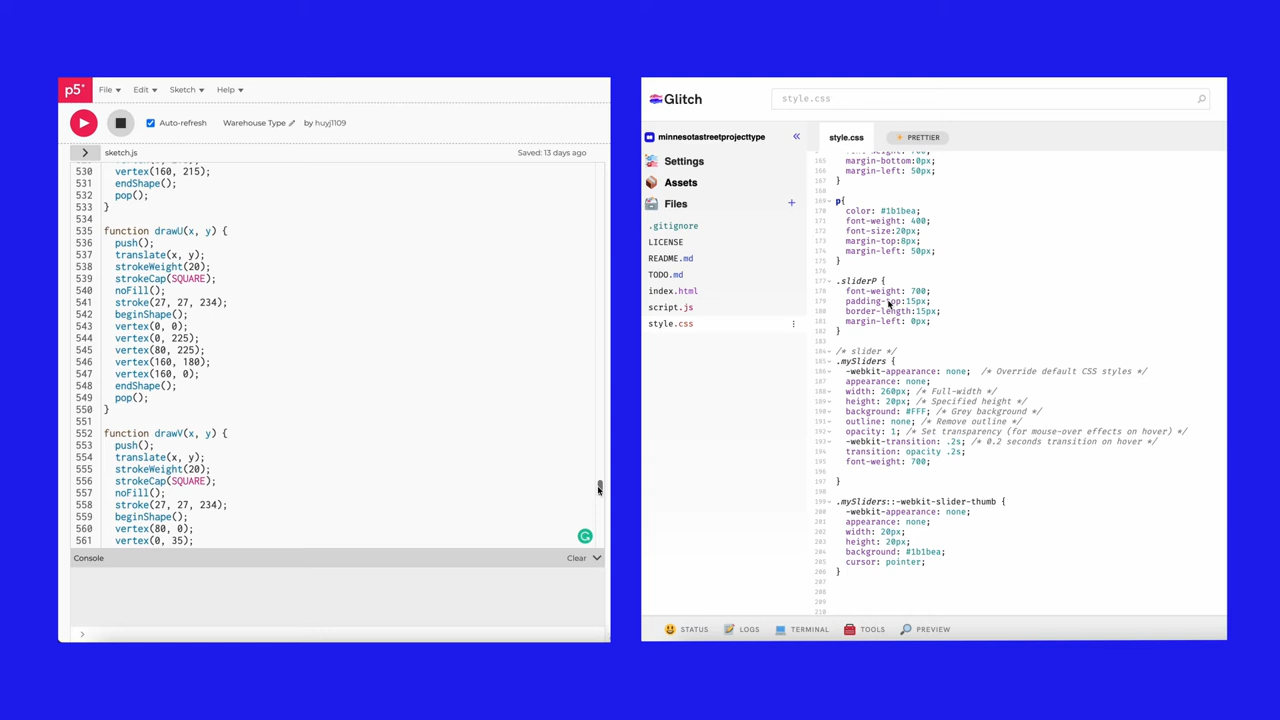 p5*
File
Edit
Sketch
Help
Auto-refresh
Warehouse Type
by huyj1109
sketch.js
Saved: 13 days ago
530 vertex(160, 215);
531 endShape();
532 pop();
533 }
534
535 function drawU(x, y) {
536 push();
537 translate(x, y);
538 strokeWeight(20);
539 strokeCap(SQUARE);
540 noFill();
541 stroke(27, 27, 234);
542 beginShape();
543 vertex(0, 0);
544 vertex(0, 225);
545 vertex(80, 225);
546 vertex(160, 180);
547 vertex(160, 0);
548 endShape();
549 pop();
550 }
551
552 function drawV(x, y) {
553 push();
554 translate(x, y);
555 strokeWeight(20);
556 strokeCap(SQUARE);
557 noFill();
558 stroke(27, 27, 234);
559 beginShape();
560 vertex(80, 0);
561 vertex(0, 35);
Console
Clear
Glitch
style.css
minnesotastreetprojecttype
Settings
Assets
Files
.gitignore
LICENSE
README.md
TODO.md
index.html
script.js
style.css
style.css
PRETTIER
165 margin-bottom:0px;
166 margin-left: 50px;
167 }
168
169 p{
170 color: #1b1bea;
171 font-weight: 400;
172 font-size:20px;
173 margin-top:8px;
174 margin-left: 50px;
175 }
176
177 .sliderP {
178 font-weight: 700;
179 padding-top:15px;
180 border-length:15px;
181 margin-left: 0px;
182 }
183
184 /* slider */
185 .mySliders {
186 -webkit-appearance: none; /* Override default CSS styles */
187 appearance: none;
188 width: 260px; /* Full-width */
189 height: 20px; /* Specified height */
190 background: #FFF; /* Grey background */
191 outline: none; /* Remove outline */
192 opacity: 1; /* Set transparency (for mouse-over effects on hover) */
193 -webkit-transition: .2s; /* 0.2 seconds transition on hover */
194 transition: opacity .2s;
195 font-weight: 700;
196
197 }
198
199 .mySliders::-webkit-slider-thumb {
200 -webkit-appearance: none;
201 appearance: none;
202 width: 20px;
203 height: 20px;
204 background: #1b1bea;
205 cursor: pointer;
206 }
207
208
209
210
STATUS
LOGS
TERMINAL
TOOLS
PREVIEW